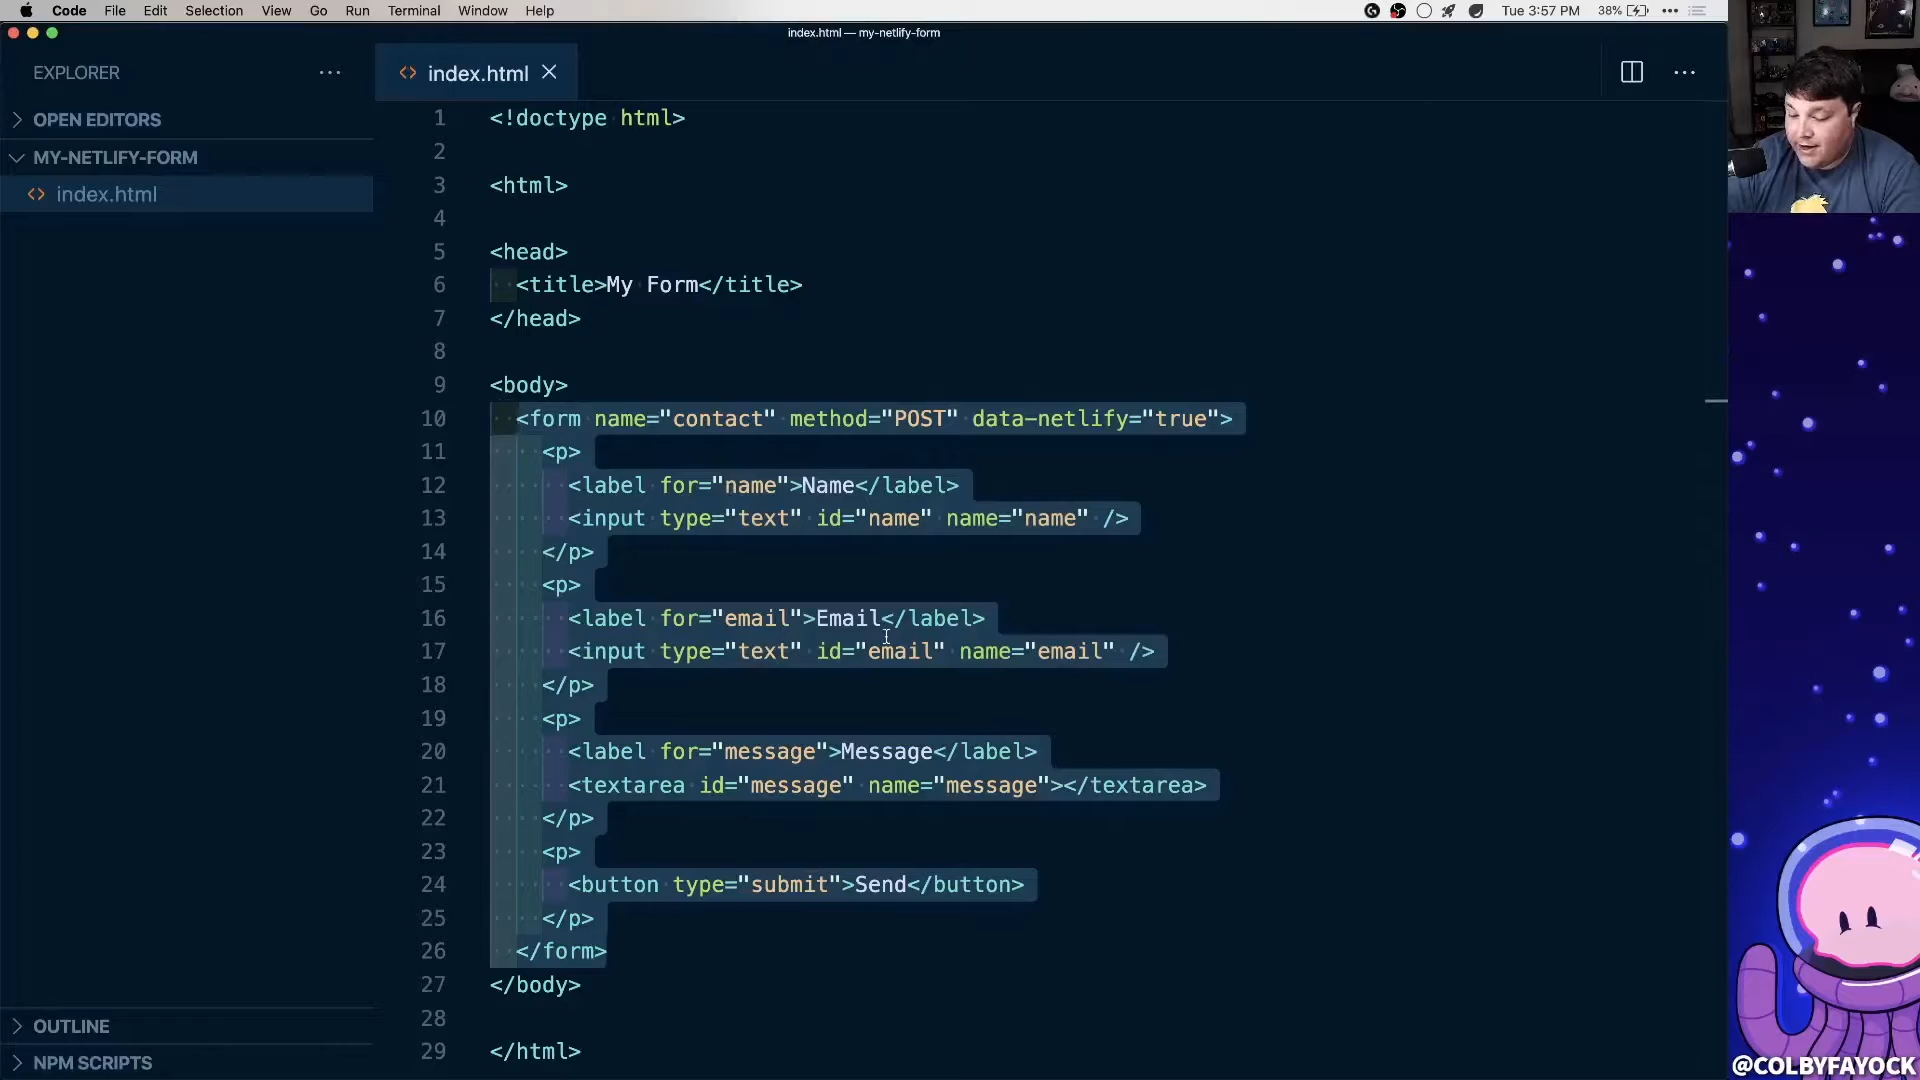 Code File Edit Selection View Go Run Terminal Window Help
Tue 3:57 PM 38%
index.html — my-netlify-form
EXPLORER
OPEN EDITORS
MY-NETLIFY-FORM
index.html
OUTLINE
NPM SCRIPTS
index.html
1 <!doctype html>
2
3 <html>
4
5 <head>
6 <title>My Form</title>
7 </head>
8
9 <body>
10 <form name="contact" method="POST" data-netlify="true">
11 <p>
12 <label for="name">Name</label>
13 <input type="text" id="name" name="name" />
14 </p>
15 <p>
16 <label for="email">Email</label>
17 <input type="text" id="email" name="email" />
18 </p>
19 <p>
20 <label for="message">Message</label>
21 <textarea id="message" name="message"></textarea>
22 </p>
23 <p>
24 <button type="submit">Send</button>
25 </p>
26 </form>
27 </body>
28
29 </html>
@COLBYFAYOCK